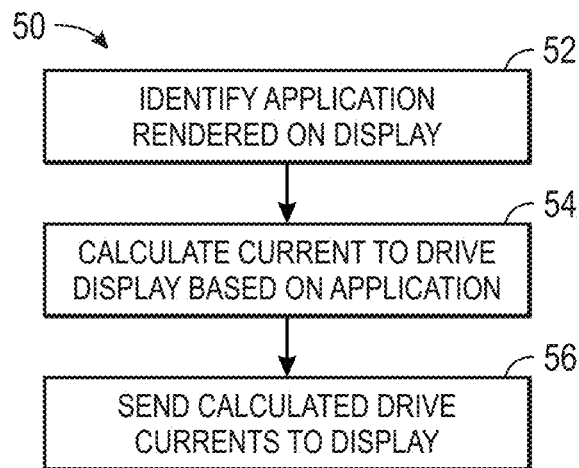 50
52
IDENTIFY APPLICATION
RENDERED ON DISPLAY
54
CALCULATE CURRENT TO DRIVE
DISPLAY BASED ON APPLICATION
56
SEND CALCULATED DRIVE
CURRENTS TO DISPLAY